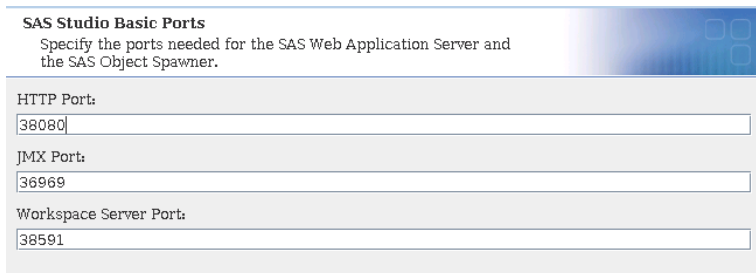 SAS Studio Basic Ports
Specify the ports needed for the SAS Web Application Server and
the SAS Object Spawner.
HTTP Port:
38080
JMX Port:
36969
Workspace Server Port:
38591